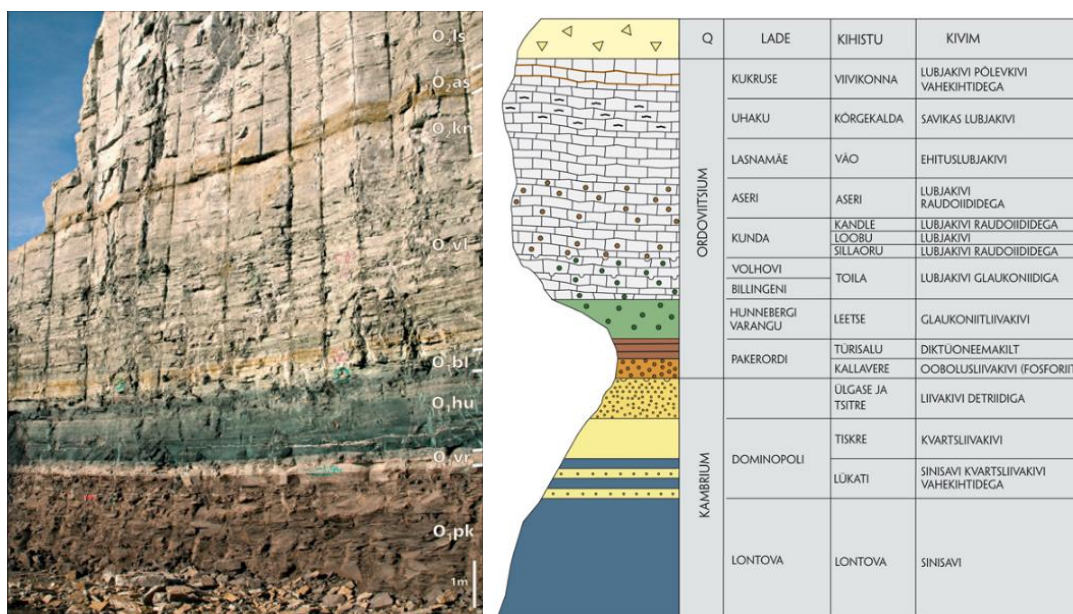 O₂ls
O₂as
O₂kn
O₂vl
O₁bl
O₁hu
O₁vr
O₁pk
1m
Q LADE KIHISTU KIVIM
ORDOVIITSIUM
KUKRUSE VIIVIKONNA LUBJAKIVI PÕLEVKIVI
VAHEKIHTIDEGA
UHAKU KÕRGEKALDA SAVIKAS LUBJAKIVI
LASNAMÄE VÄO EHITUSLUBJAKIVI
ASERI ASERI LUBJAKIVI
RAUDOIIDIDEGA
KUNDA
KANDLE LUBJAKIVI RAUDOIIDIDEGA
LOOBU LUBJAKIVI
SILLAORU LUBJAKIVI RAUDOIIDIDEGA
VOLHOVI
BILLINGENI
TOILA LUBJAKIVI GLAUKONIIDIGA
HUNNEBERGI
VARANGU
LEETSE GLAUKONIITLIIVAKIVI
PAKERORDI
TÜRISALU DIKTÜONEEMAKILT
KALLAVERE OOBOLUSLIIVAKIVI (FOSFORIIT
KAMBRIUM
ÜLGASE JA
TSITRE
LIIVAKIVI DETRIIDIGA
DOMINOPOLI
TISKRE KVARTSLIIVAKIVI
LÜKATI SINISAVI KVARTSLIIVAKIVI
VAHEKIHTIDEGA
LONTOVA LONTOVA SINISAVI